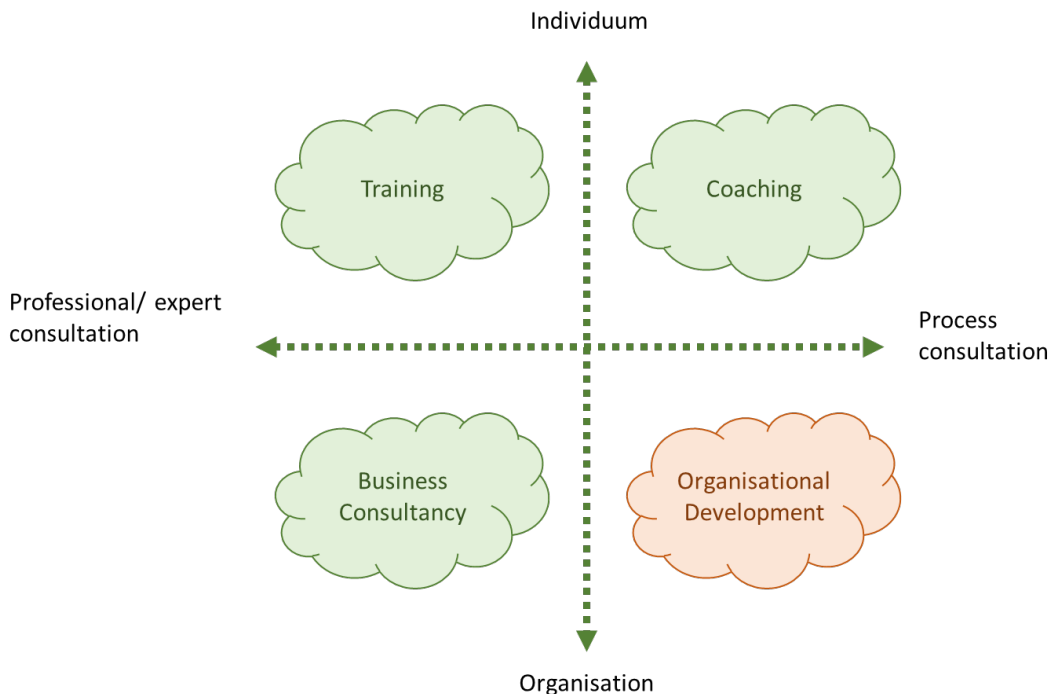 Individuum
Training
Coaching
Professional/ expert
consultation
Process
consultation
Business
Consultancy
Organisational
Development
Organisation